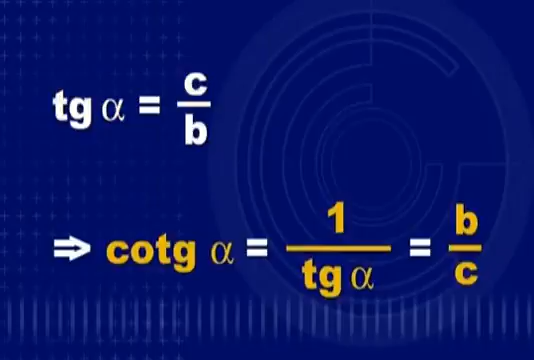 tg α = c/b
⇒ cotg α = 1/tg α = b/c